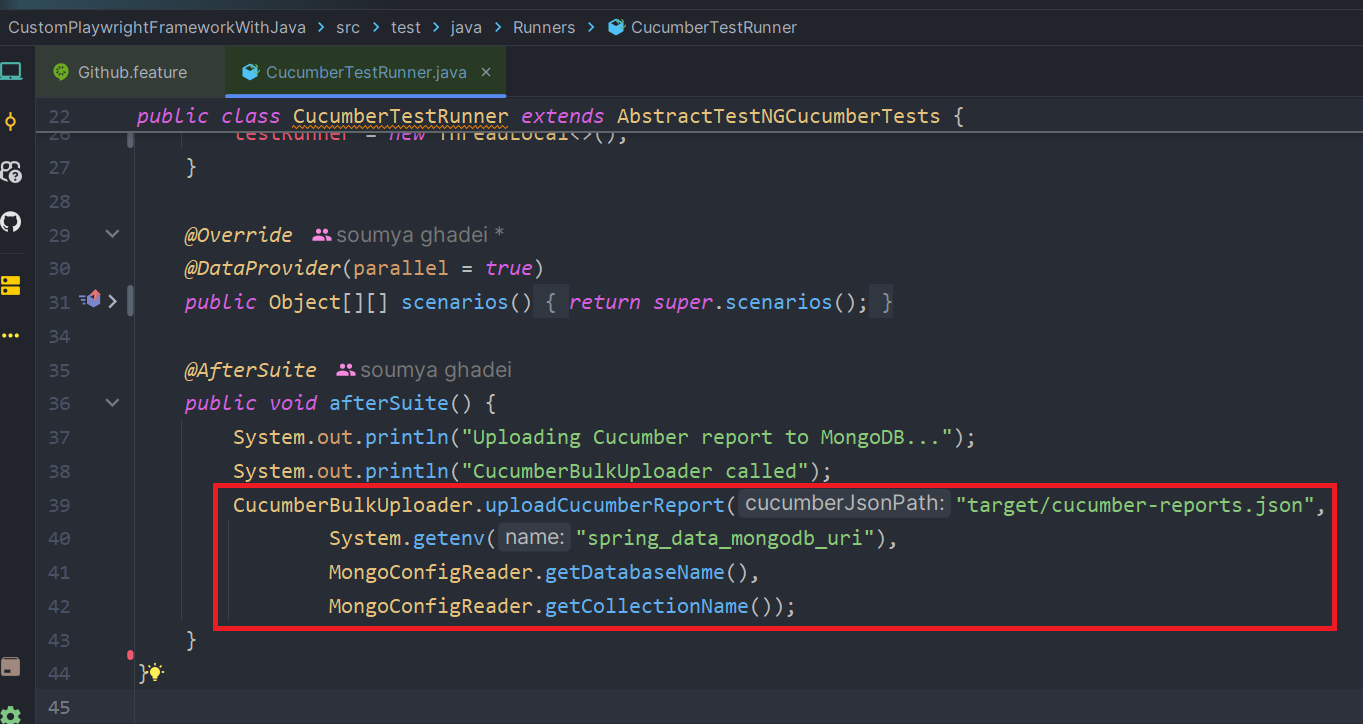 CustomPlaywrightFrameworkWithJava > src > test > java > Runners > CucumberTestRunner
Github.feature CucumberTestRunner.java ×
22 public class CucumberTestRunner extends AbstractTestNGCucumberTests {
26 testRunner = new ThreadLocal<>();
27 }
28
29 @Override soumya ghadei *
30 @DataProvider(parallel = true)
31 public Object[][] scenarios() { return super.scenarios(); }
34
35 @AfterSuite soumya ghadei
36 public void afterSuite() {
37 System.out.println("Uploading Cucumber report to MongoDB...");
38 System.out.println("CucumberBulkUploader called");
39 CucumberBulkUploader.uploadCucumberReport( cucumberJsonPath: "target/cucumber-reports.json",
40 System.getenv( name: "spring_data_mongodb_uri"),
41 MongoConfigReader.getDatabaseName(),
42 MongoConfigReader.getCollectionName());
43 }
44 }
45